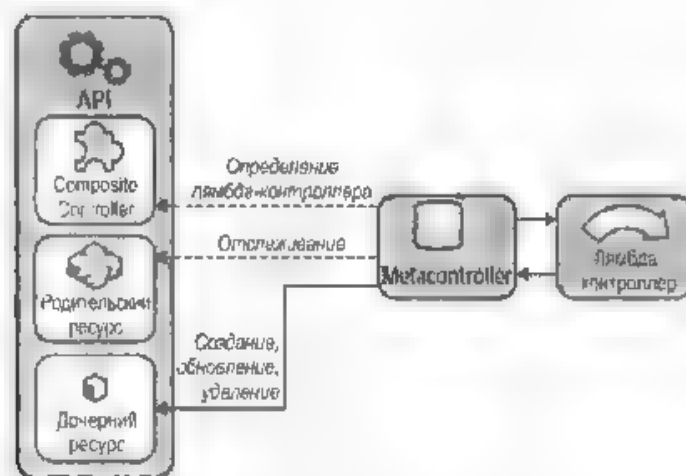 API
Composite
Controller
Родительский
ресурс
Дочерний
ресурс
Определение
лямбда-контроллера
Отслеживание
Создание,
обновление,
удаление
Metacontroller
Лямбда
контроллер